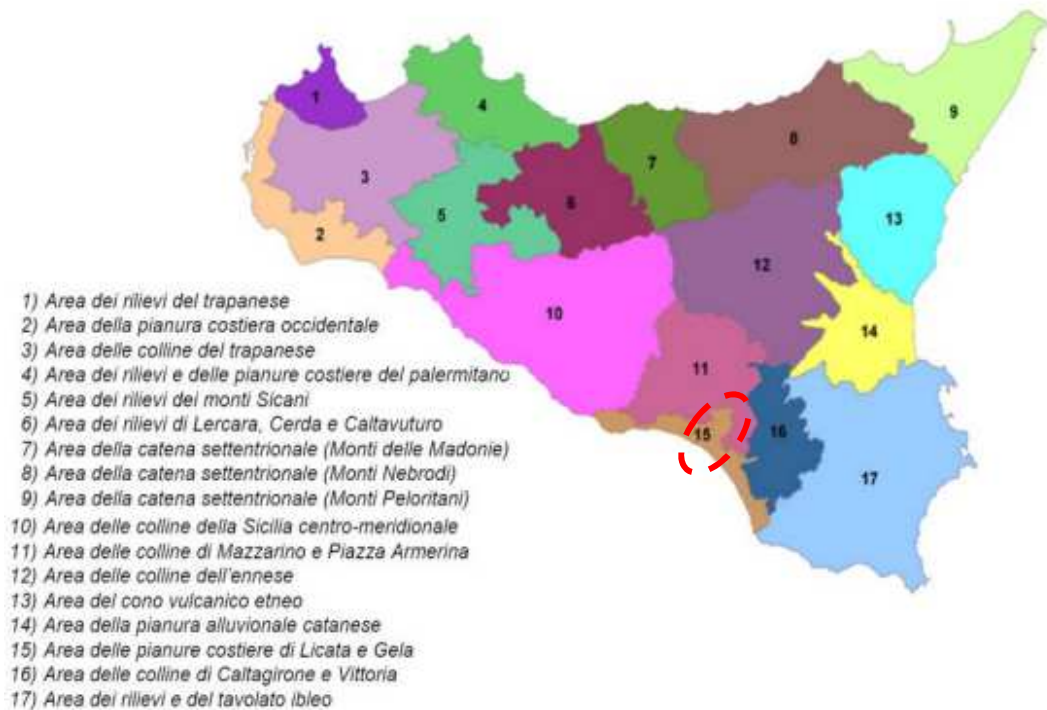 1
4
9
8
7
3
6
5
13
2
12
10
14
11
15
16
17
1) Area dei rilievi del trapanese
2) Area della pianura costiera occidentale
3) Area delle colline del trapanese
4) Area dei rilievi e delle pianure costiere del palermitano
5) Area dei rilievi dei monti Sicani
6) Area dei rilievi di Lercara, Cerda e Caltavuturo
7) Area della catena settentrionale (Monti delle Madonie)
8) Area della catena settentrionale (Monti Nebrodi)
9) Area della catena settentrionale (Monti Peloritani)
10) Area delle colline della Sicilia centro-meridionale
11) Area delle colline di Mazzarino e Piazza Armerina
12) Area delle colline dell'ennese
13) Area del cono vulcanico etneo
14) Area della pianura alluvionale catanese
15) Area delle pianure costiere di Licata e Gela
16) Area delle colline di Caltagirone e Vittoria
17) Area dei rilievi e del tavolato ibleo